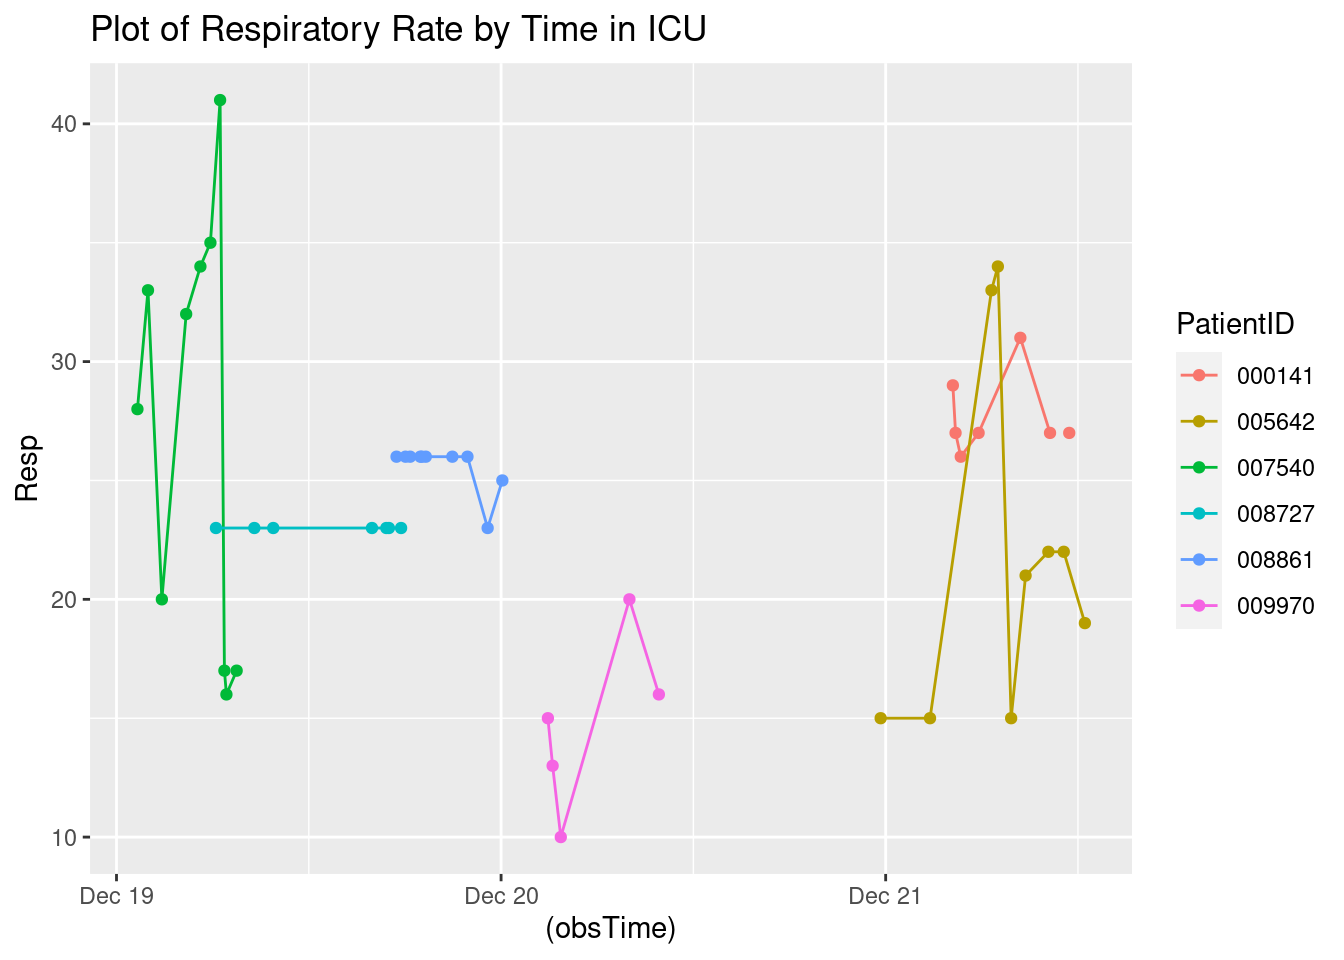 Plot of Respiratory Rate by Time in ICU
40
30
20
10
Resp
Dec 19
Dec 20
Dec 21
(obsTime)
PatientID
000141
005642
007540
008727
008861
009970